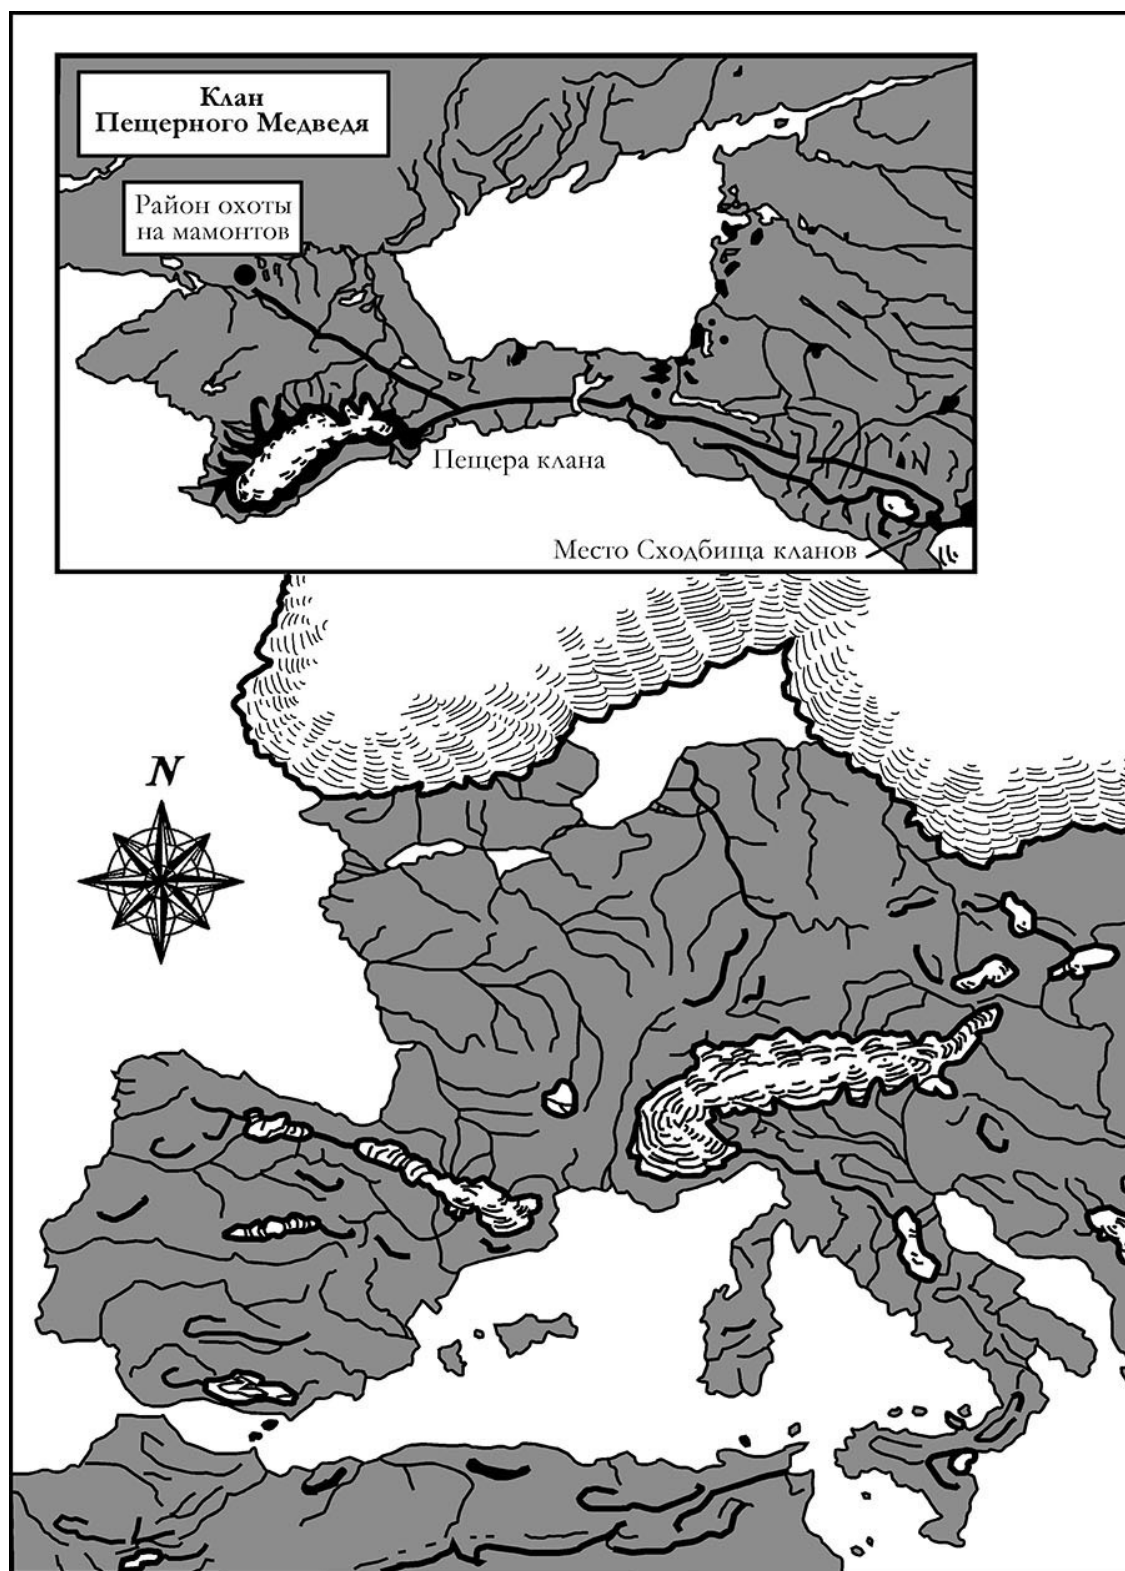 Клан
Пещерного Медведя
Район охоты
на мамонтов
Пещера клана
Место Сходбища кланов
N